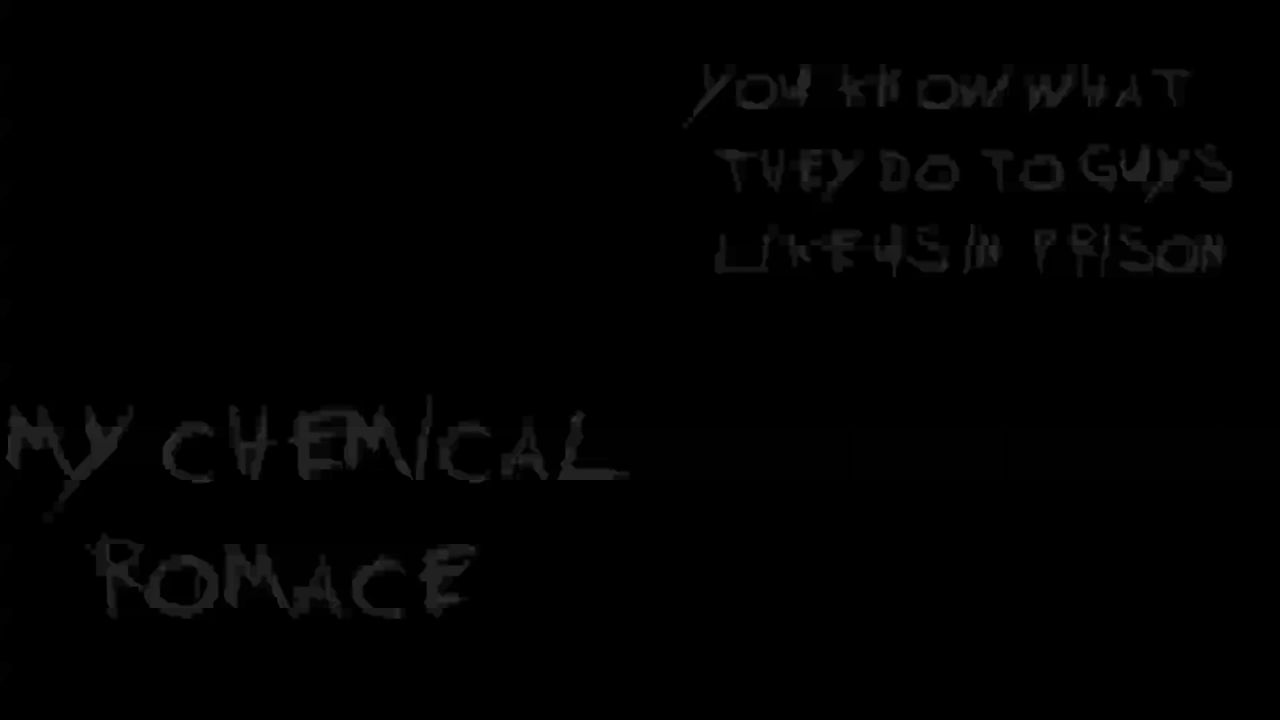 YOU KNOW WHAT
THEY DO TO GUYS
LIKE US IN PRISON
MY CHEMICAL
ROMACE